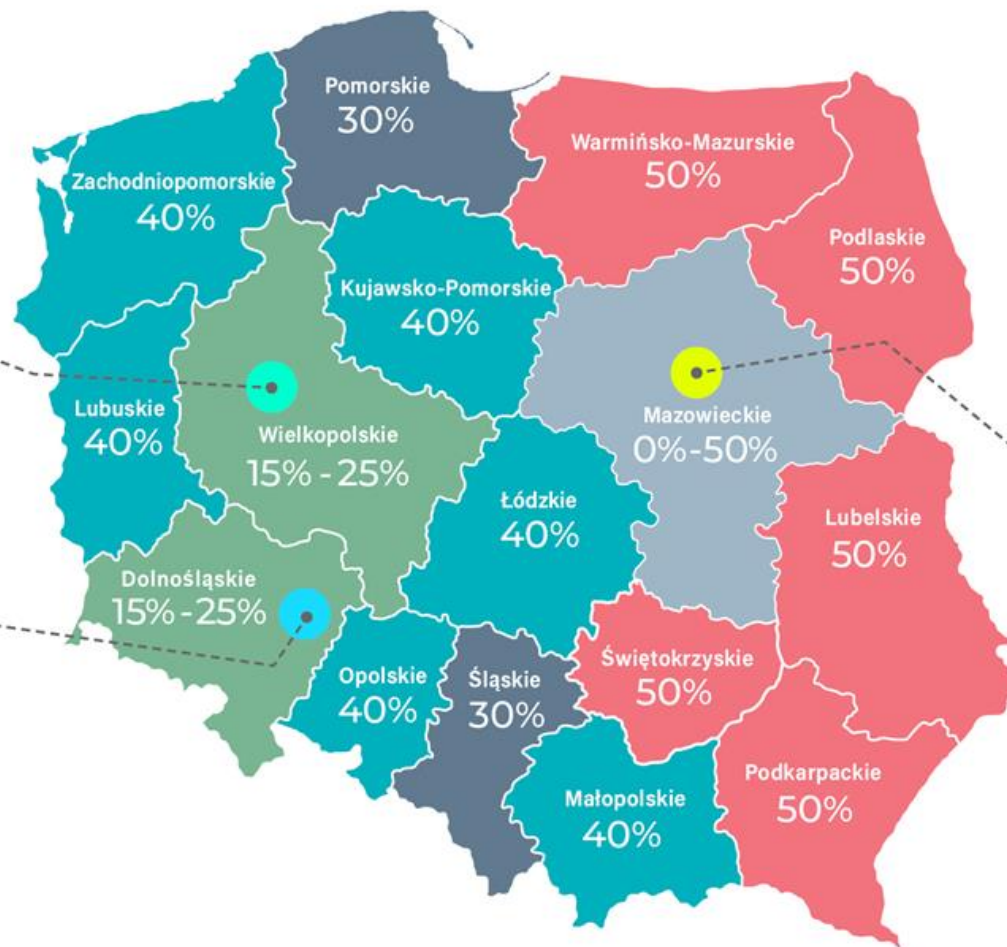 Pomorskie
30%
Warmińsko-Mazurskie
50%
Zachodniopomorskie
40%
Podlaskie
50%
Kujawsko-Pomorskie
40%
Lubuskie
40%
Wielkopolskie
15% - 25%
Mazowieckie
0%-50%
Łódzkie
40%
Lubelskie
50%
Dolnośląskie
15% - 25%
Opolskie
40%
Śląskie
30%
Świętokrzyskie
50%
Małopolskie
40%
Podkarpackie
50%